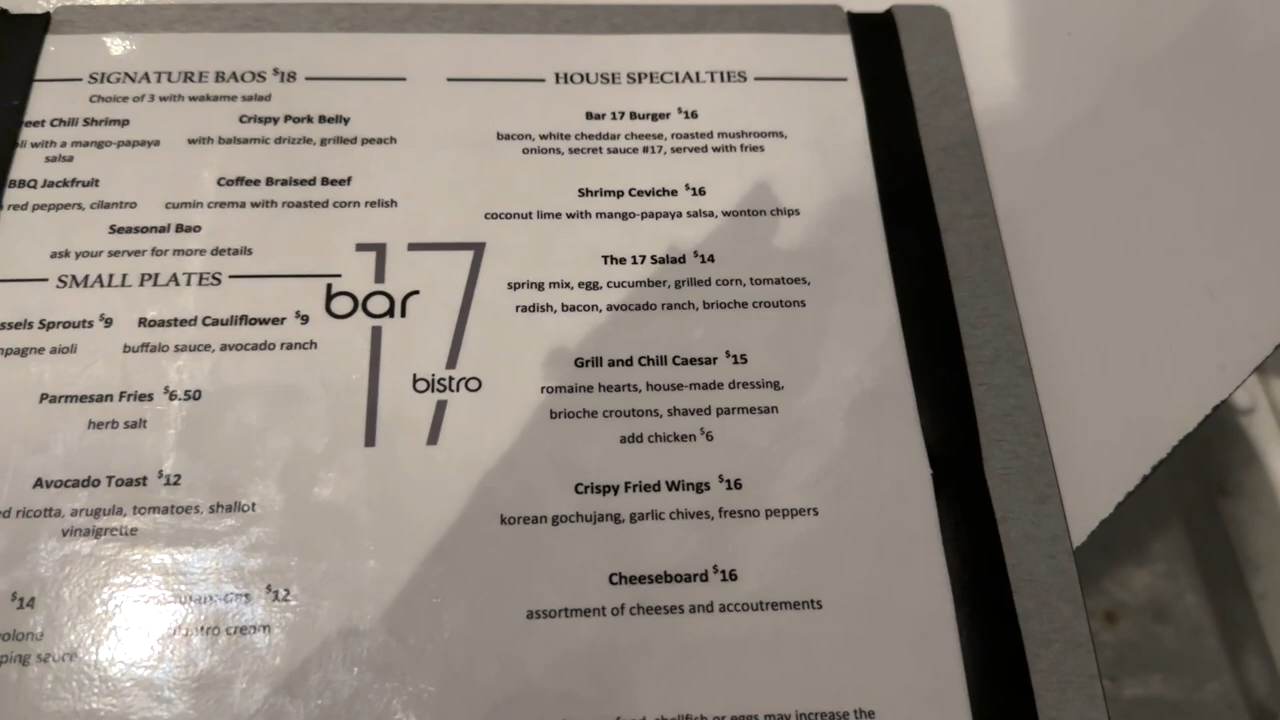 SIGNATURE BAOS $18
Choice of 3 with wakame salad
Chili Shrimp
with a mango-papaya
salsa
Crispy Pork Belly
with balsamic drizzle, grilled peach
BBQ Jackfruit
red peppers, cilantro
Coffee Braised Beef
cumin crema with roasted corn relish
Seasonal Bao
ask your server for more details
SMALL PLATES
Sprouts $9
aioli
Roasted Cauliflower $9
buffalo sauce, avocado ranch
Parmesan Fries $6.50
herb salt
Avocado Toast $12
ricotta, arugula, tomatoes, shallot
vinaigrette
$14
sauce
$12
cream
17
bar
bistro
HOUSE SPECIALTIES
Bar 17 Burger $16
bacon, white cheddar cheese, roasted mushrooms,
onions, secret sauce #17, served with fries
Shrimp Ceviche $16
coconut lime with mango-papaya salsa, wonton chips
The 17 Salad $14
spring mix, egg, cucumber, grilled corn, tomatoes,
radish, bacon, avocado ranch, brioche croutons
Grill and Chill Caesar $15
romaine hearts, house-made dressing,
brioche croutons, shaved parmesan
add chicken $6
Crispy Fried Wings $16
korean gochujang, garlic chives, fresno peppers
Cheeseboard $16
assortment of cheeses and accoutrements
shellfish or eggs may increase the